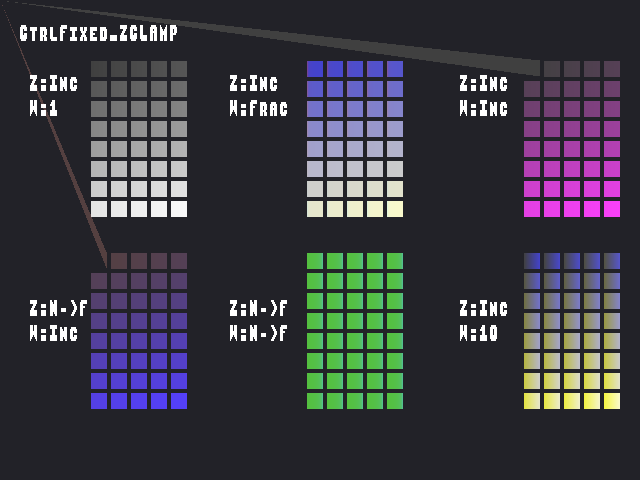 CtrlFixed_ZCLAMP
Z:Inc
W:1
Z:Inc
W:Frac
Z:Inc
W:Inc
Z:N->F
W:Inc
Z:N->F
W:N->F
Z:Inc
W:10